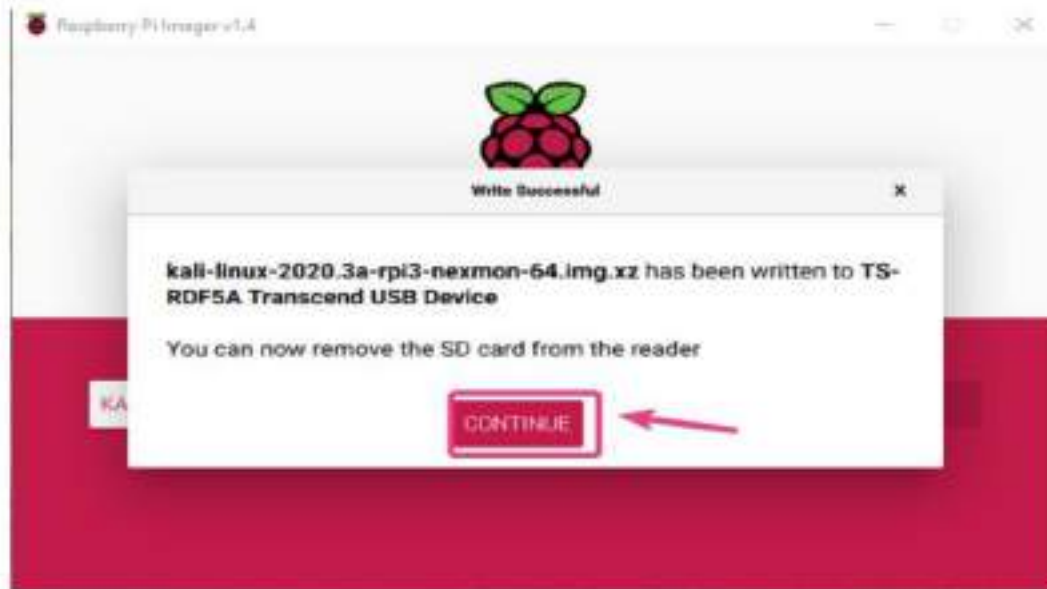 Raspberry Pi Imager v1.4
Write Successful
x
kali-linux-2020.3a-rpi3-nexmon-64.img.xz has been written to TS-
RDF5A Transcend USB Device
You can now remove the SD card from the reader
KA
CONTINUE